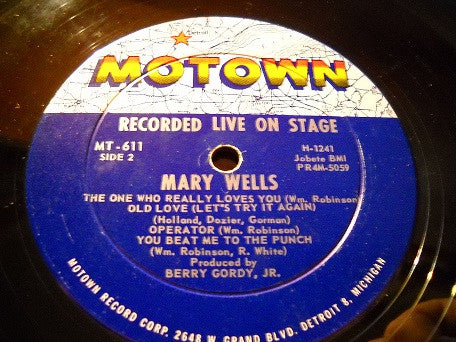 Detroit
MOTOWN
RECORDED LIVE ON STAGE
MT-611
SIDE 2
H-1241
Jobete BMI
PR4M-5059
MARY WELLS
THE ONE WHO REALLY LOVES YOU (Wm. Robinson)
OLD LOVE (LET'S TRY IT AGAIN)
(Holland, Dozier, Gorman)
OPERATOR (Wm. Robinson)
YOU BEAT ME TO THE PUNCH
(Wm. Robinson, R. White)
Produced by
BERRY GORDY, JR.
MOTOWN RECORD CORP. 2648 W. GRAND BLVD. DETROIT 8, MICHIGAN